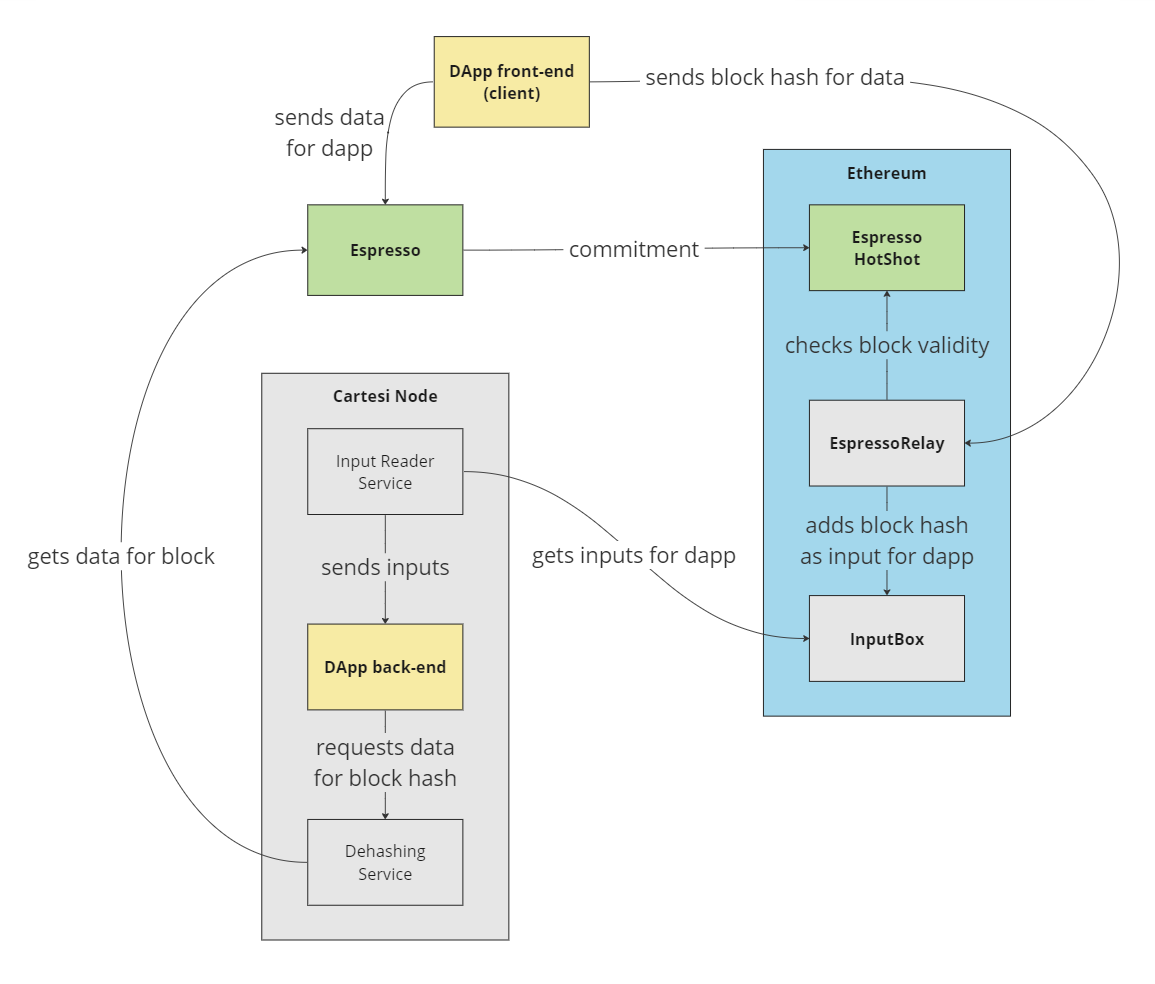 DApp front-end
(client)
sends block hash for data
sends data
for dapp
Ethereum
Espresso
commitment
Espresso
HotShot
checks block validity
Cartesi Node
Input Reader
Service
EspressoRelay
adds block hash
as input for dapp
gets data for block
sends inputs
gets inputs for dapp
InputBox
DApp back-end
requests data
for block hash
Dehashing
Service